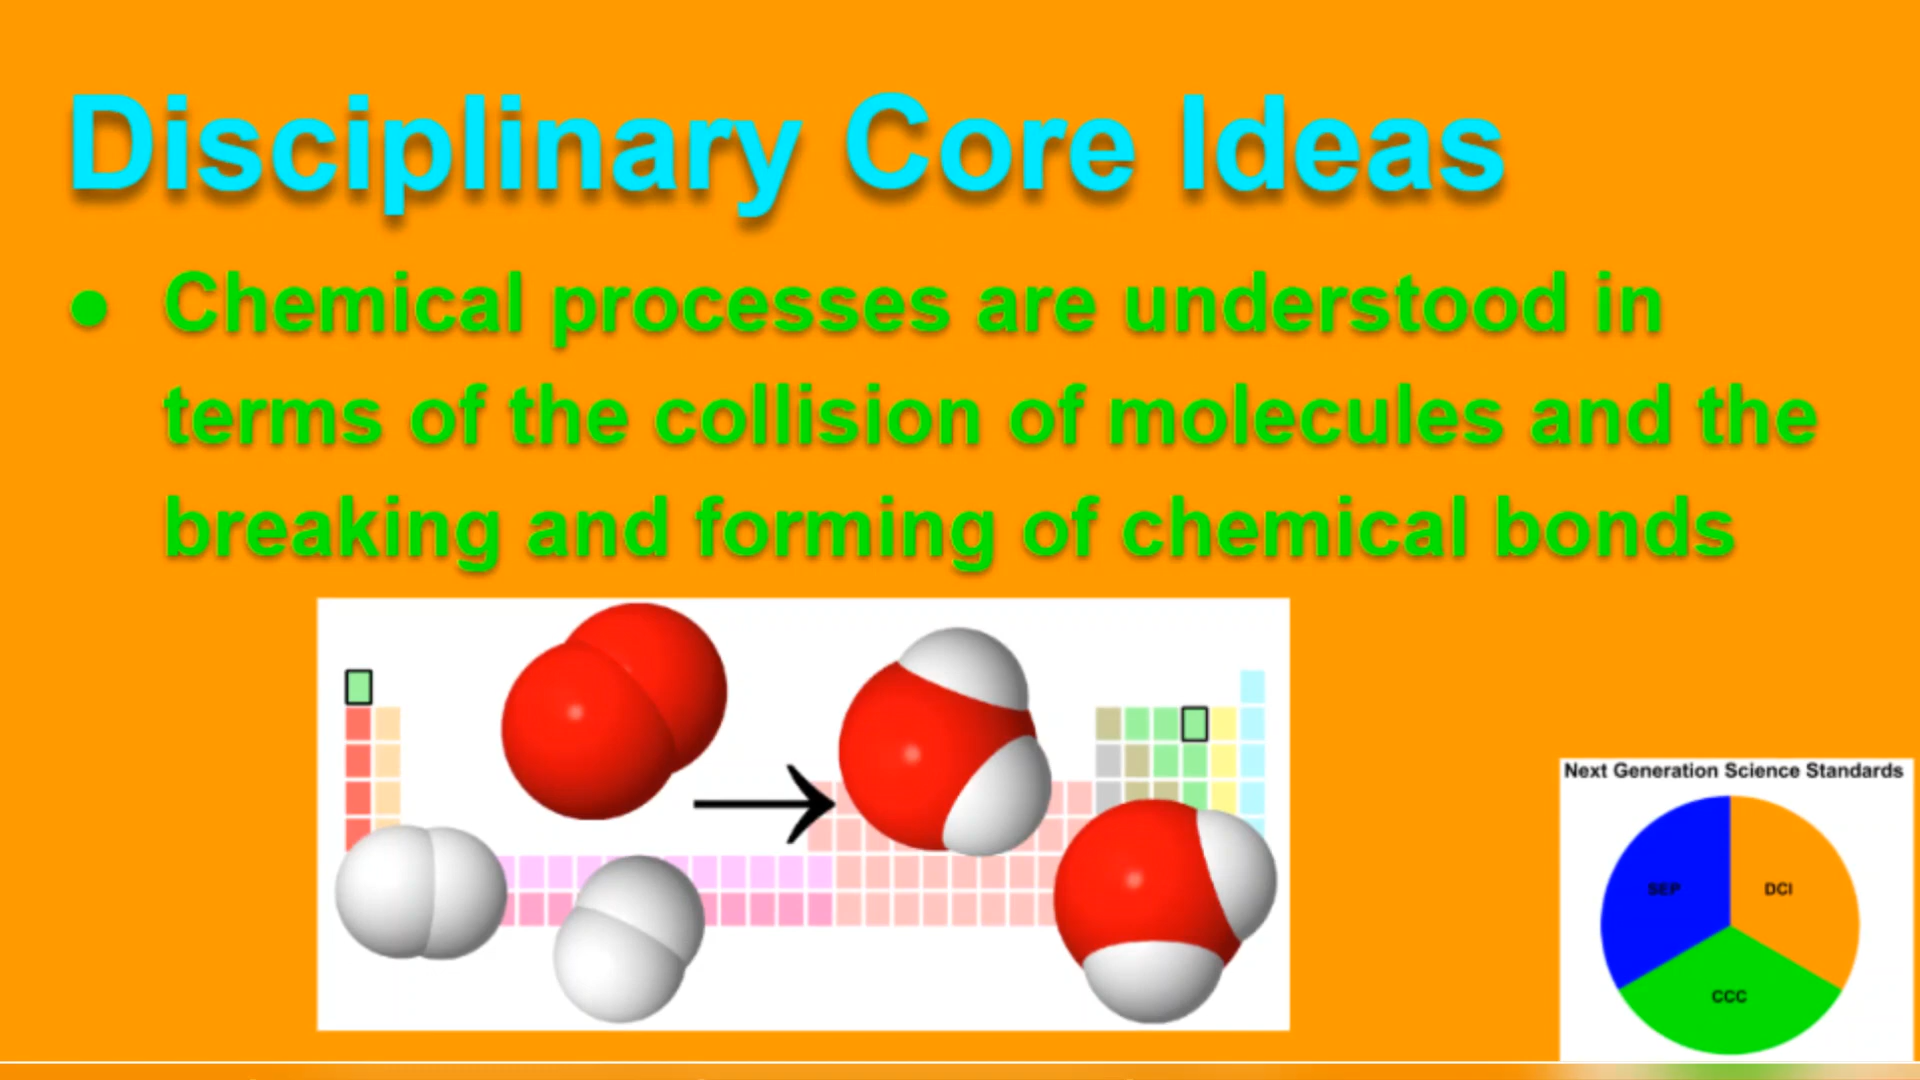 Disciplinary Core Ideas
● Chemical processes are understood in
terms of the collision of molecules and the
breaking and forming of chemical bonds
Next Generation Science Standards
SEP
DCI
CCC